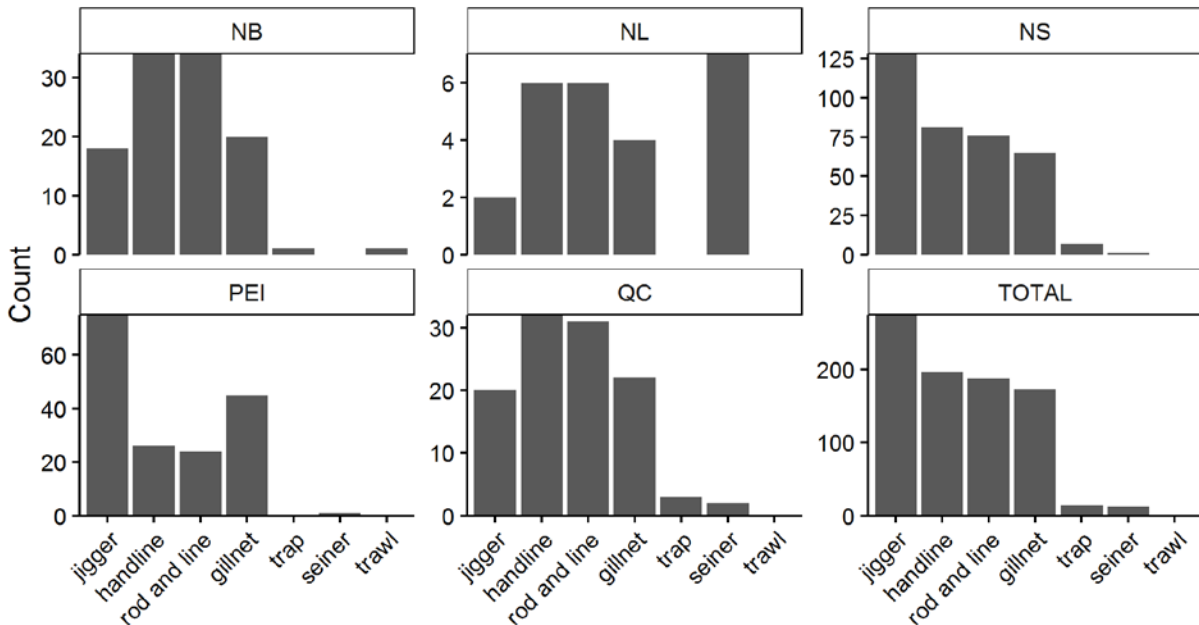 NB
NL
NS
30
20
10
0
6
4
2
0
125
100
75
50
25
0
Count
PEI
QC
TOTAL
60
40
20
0
30
20
10
0
200
100
0
jigger
handline
rod and line
gillnet
trap
seiner
trawl
jigger
handline
rod and line
gillnet
trap
seiner
trawl
jigger
handline
rod and line
gillnet
trap
seiner
trawl